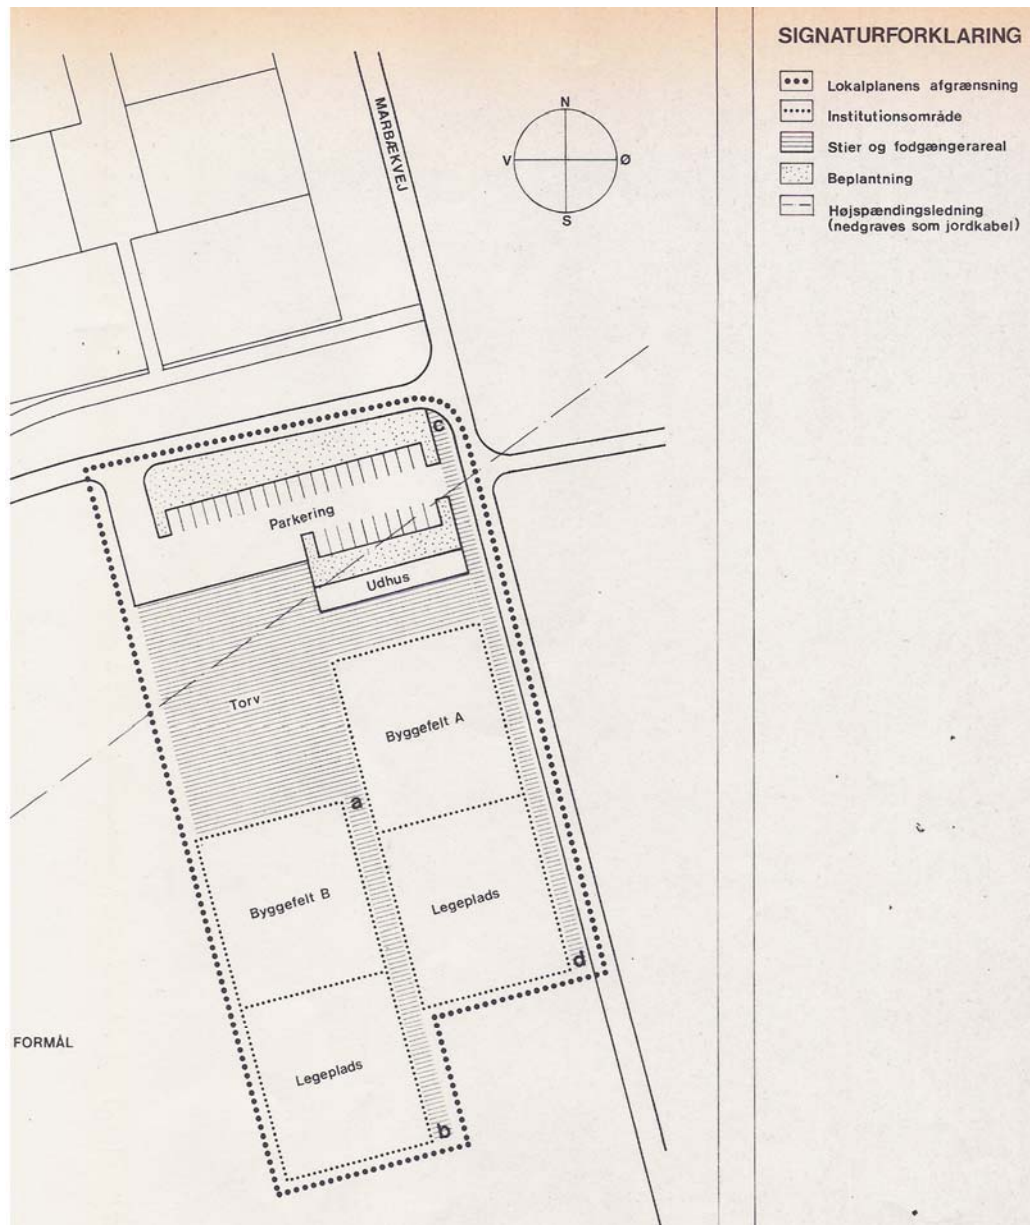 SIGNATURFORKLARING
Lokalplanens afgrænsning
Institutionsområde
Stier og fodgængerareal
Beplantning
Højspændingsledning
(nedgraves som jordkabel)
MARBÆKVEJ
N
V
Ø
S
c
Parkering
Udhus
Torv
Byggefelt A
a
Byggefelt B
Legeplads
d
FORMÅL
Legeplads
b